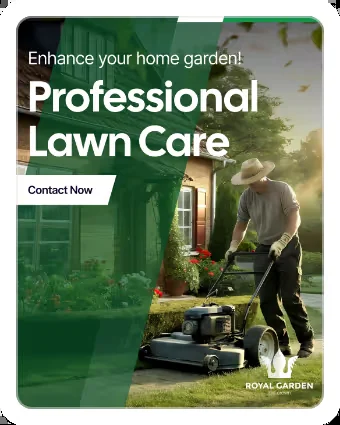 Enhance your home garden!
Professional
Lawn Care
Contact Now
ROYAL GARDEN